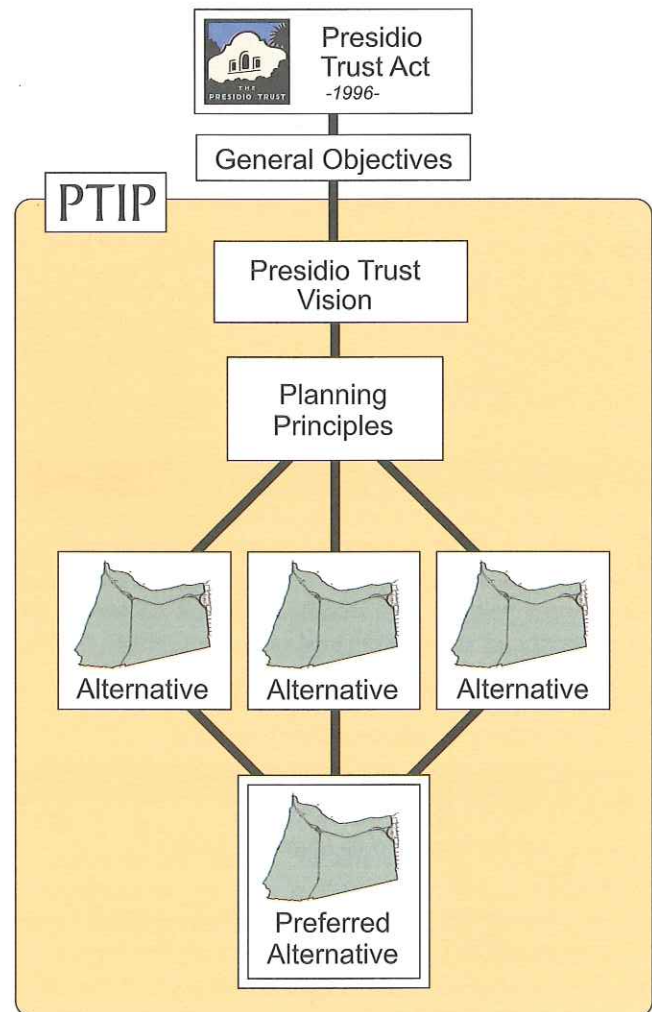 Presidio
Trust Act
-1996-
THE
PRESIDIO TRUST
General Objectives
PTIP
Presidio Trust
Vision
Planning
Principles
Alternative
Alternative
Alternative
Preferred
Alternative